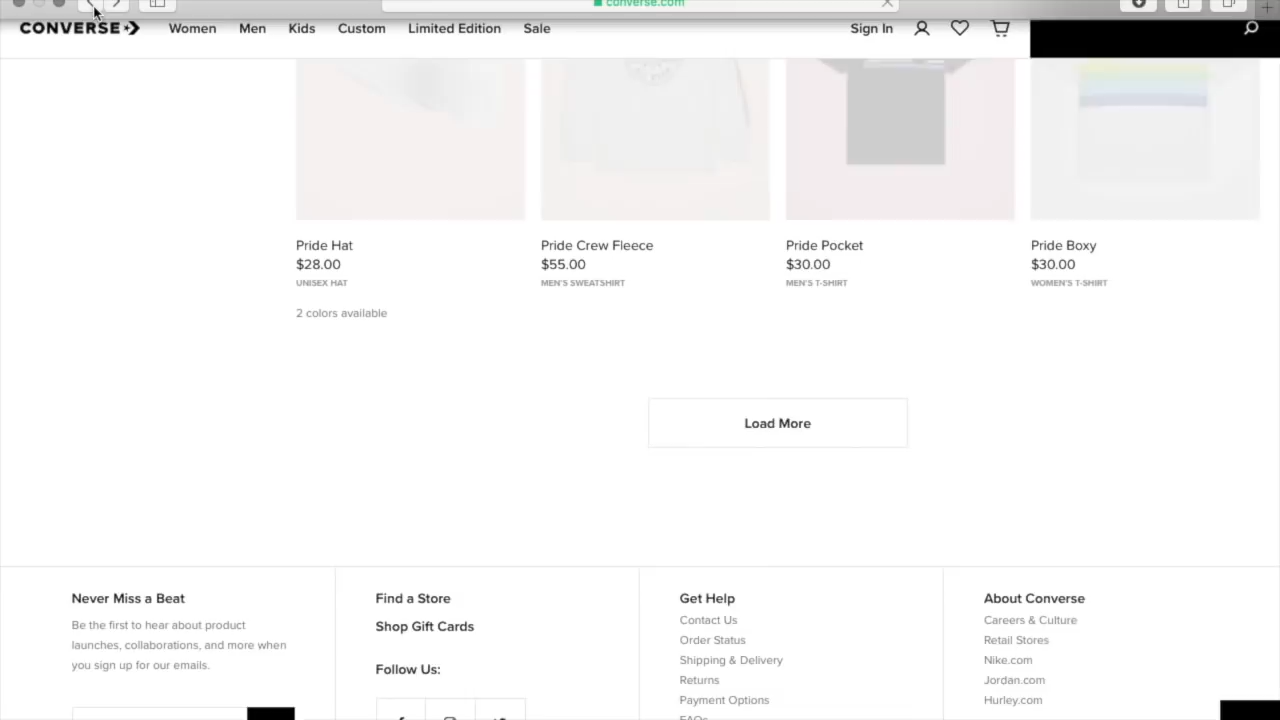 converse.com
CONVERSE
Women Men Kids Custom Limited Edition Sale Sign In
Pride Hat
$28.00
UNISEX HAT
2 colors available
Pride Crew Fleece
$55.00
MEN'S SWEATSHIRT
Pride Pocket
$30.00
MEN'S T-SHIRT
Pride Boxy
$30.00
WOMEN'S T-SHIRT
Load More
Never Miss a Beat
Be the first to hear about product
launches, collaborations, and more when
you sign up for our emails.
Find a Store
Shop Gift Cards
Follow Us:
Get Help
Contact Us
Order Status
Shipping & Delivery
Returns
Payment Options
FAQs
About Converse
Careers & Culture
Retail Stores
Nike.com
Jordan.com
Hurley.com